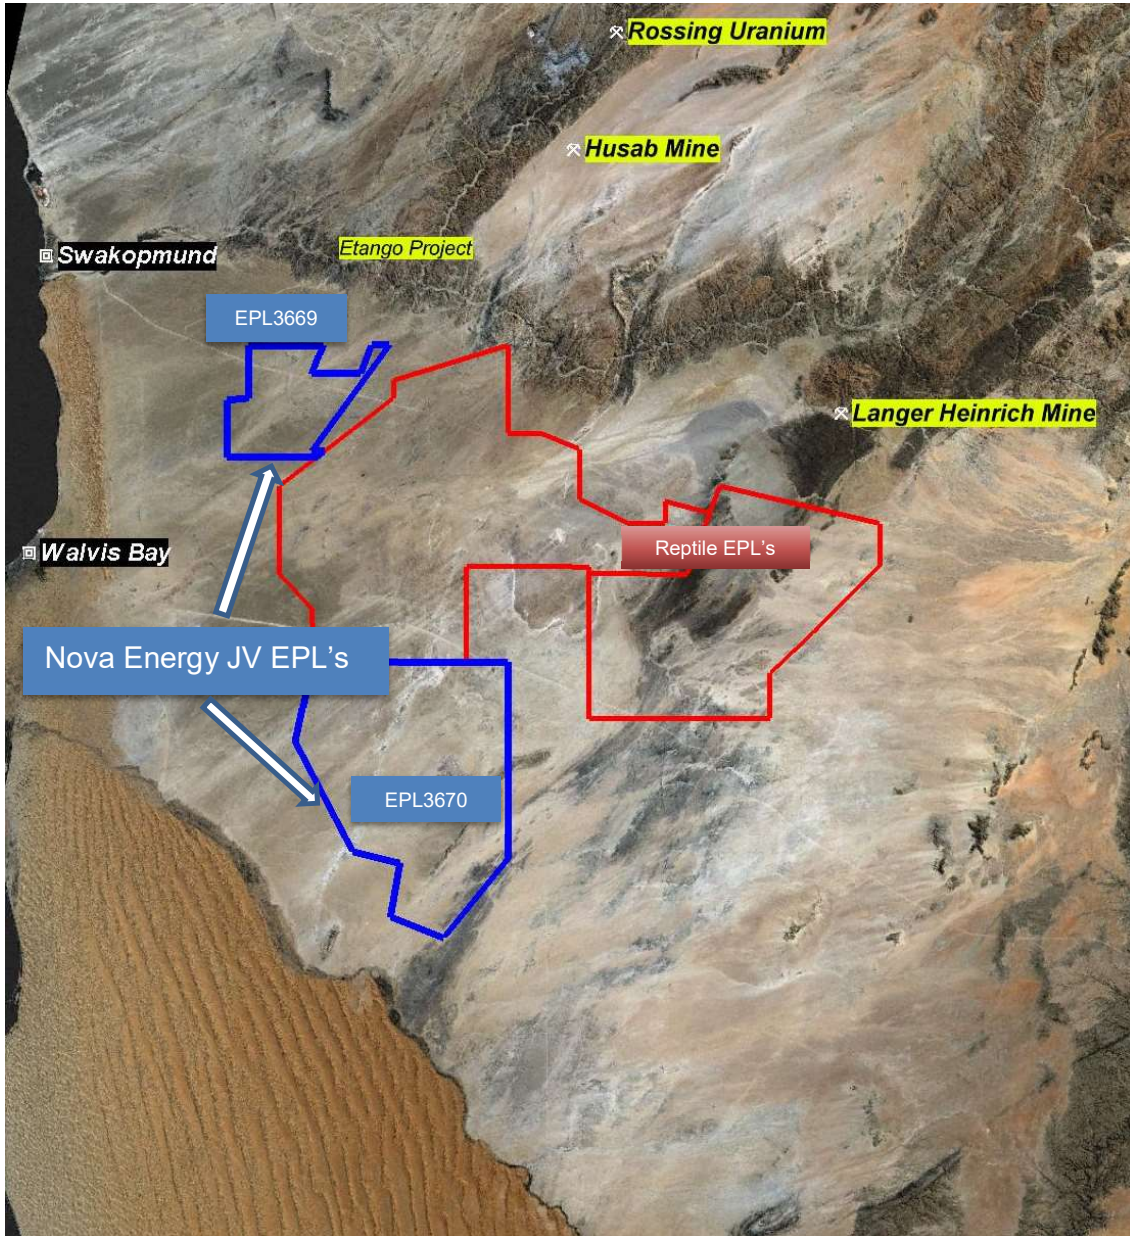 Rossing Uranium
Husab Mine
Etango Project
Swakopmund
EPL3669
Langer Heinrich Mine
Reptile EPL's
Walvis Bay
Nova Energy JV EPL's
EPL3670